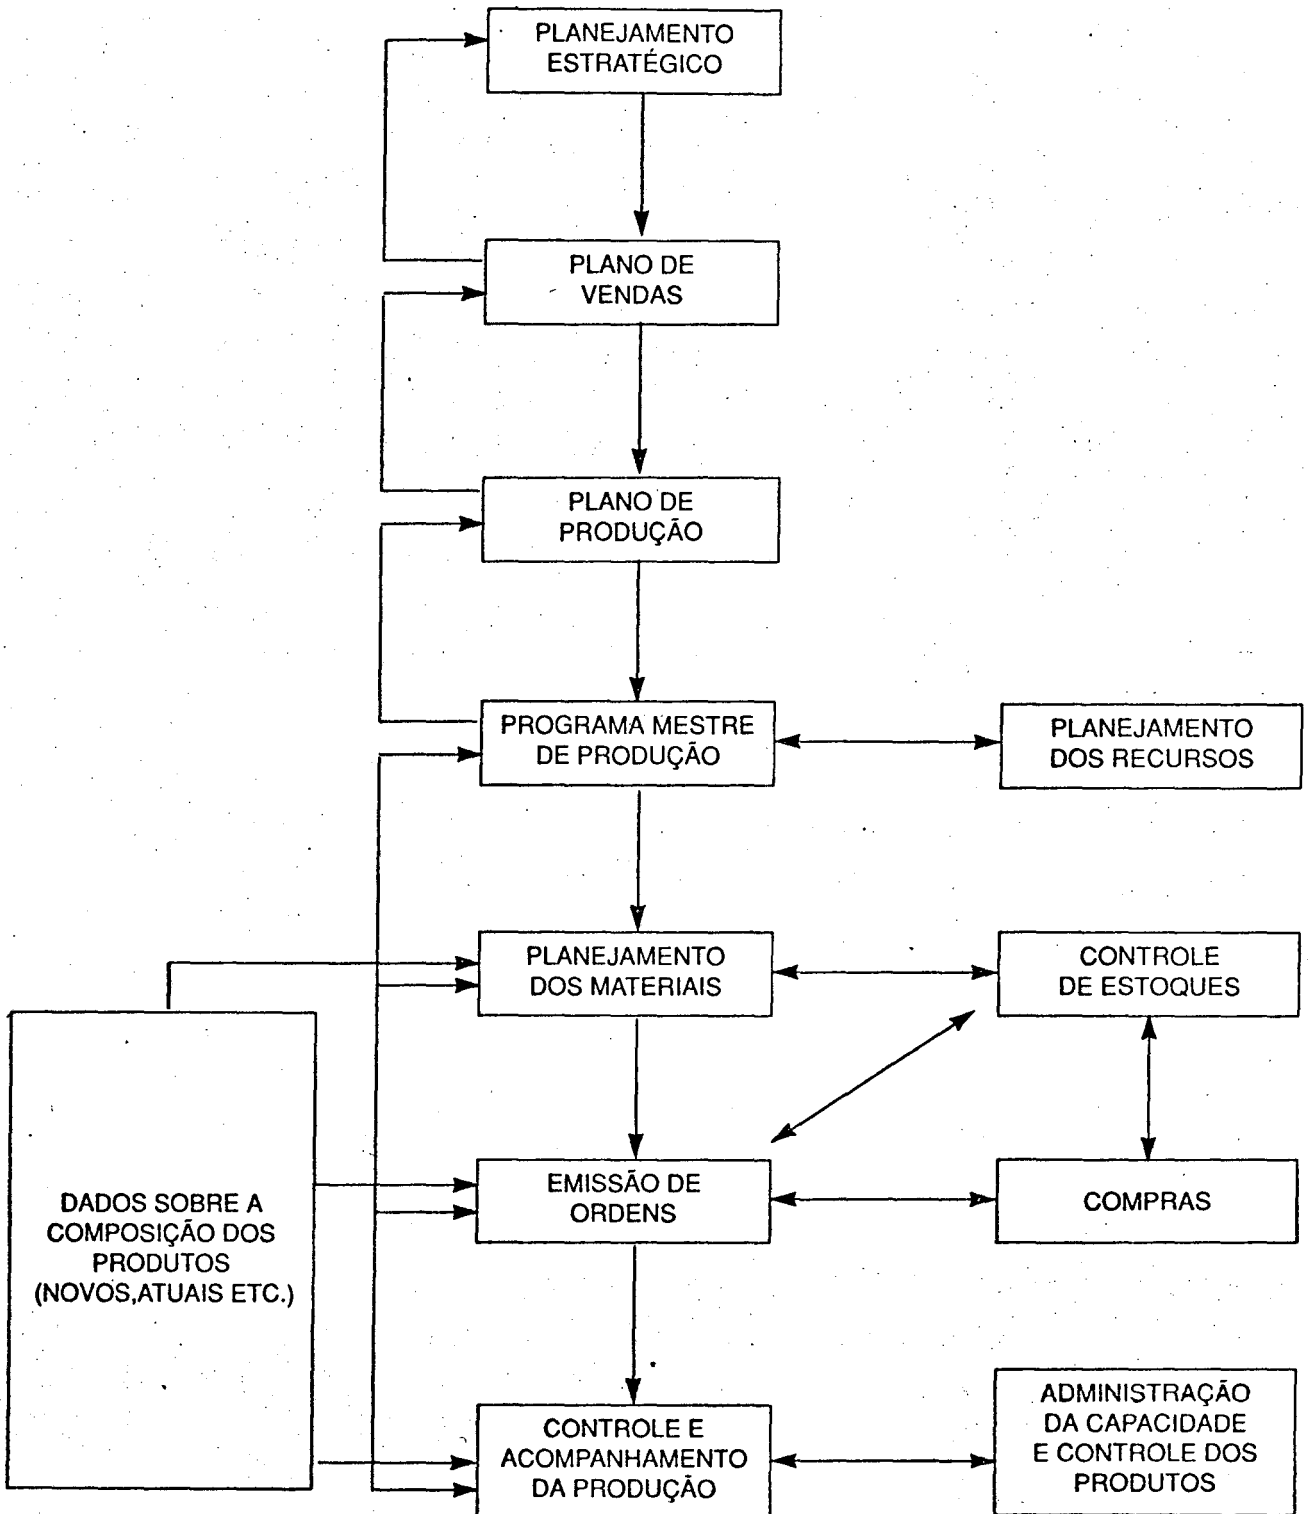 PLANEJAMENTO
ESTRATÉGICO
PLANO DE
VENDAS
PLANO DE
PRODUÇÃO
PROGRAMA MESTRE
DE PRODUÇÃO
PLANEJAMENTO
DOS RECURSOS
PLANEJAMENTO
DOS MATERIAIS
CONTROLE
DE ESTOQUES
DADOS SOBRE A
COMPOSIÇÃO DOS
PRODUTOS
(NOVOS,ATUAIS ETC.)
EMISSÃO DE
ORDENS
COMPRAS
CONTROLE E
ACOMPANHAMENTO
DA PRODUÇÃO
ADMINISTRAÇÃO
DA CAPACIDADE
E CONTROLE DOS
PRODUTOS